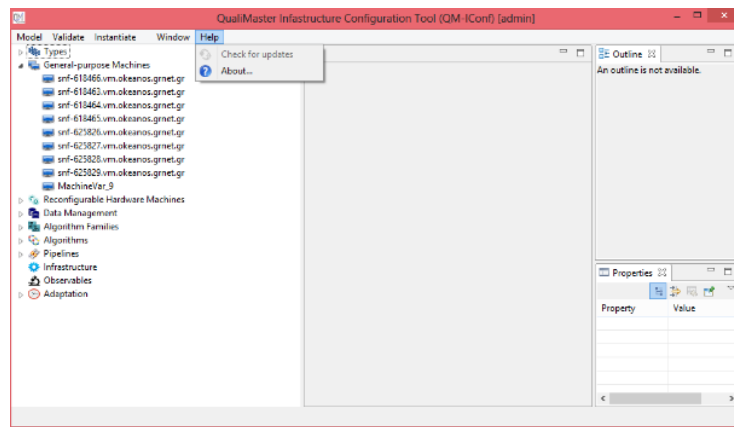 QualiMaster Infastructure Configuration Tool (QM-IConf) [admin]
Model Validate Instantiate Window Help
Check for updates
About...
Types
General-purpose Machines
snf-618466.vm.okeanos.grnet.gr
snf-618463.vm.okeanos.grnet.gr
snf-618464.vm.okeanos.grnet.gr
snf-618465.vm.okeanos.grnet.gr
snf-625826.vm.okeanos.grnet.gr
snf-625827.vm.okeanos.grnet.gr
snf-625828.vm.okeanos.grnet.gr
snf-625829.vm.okeanos.grnet.gr
MachineVar_9
Reconfigurable Hardware Machines
Data Management
Algorithm Families
Algorithms
Pipelines
Infrastructure
Observables
Adaptation
Outline
An outline is not available.
Properties
Property Value